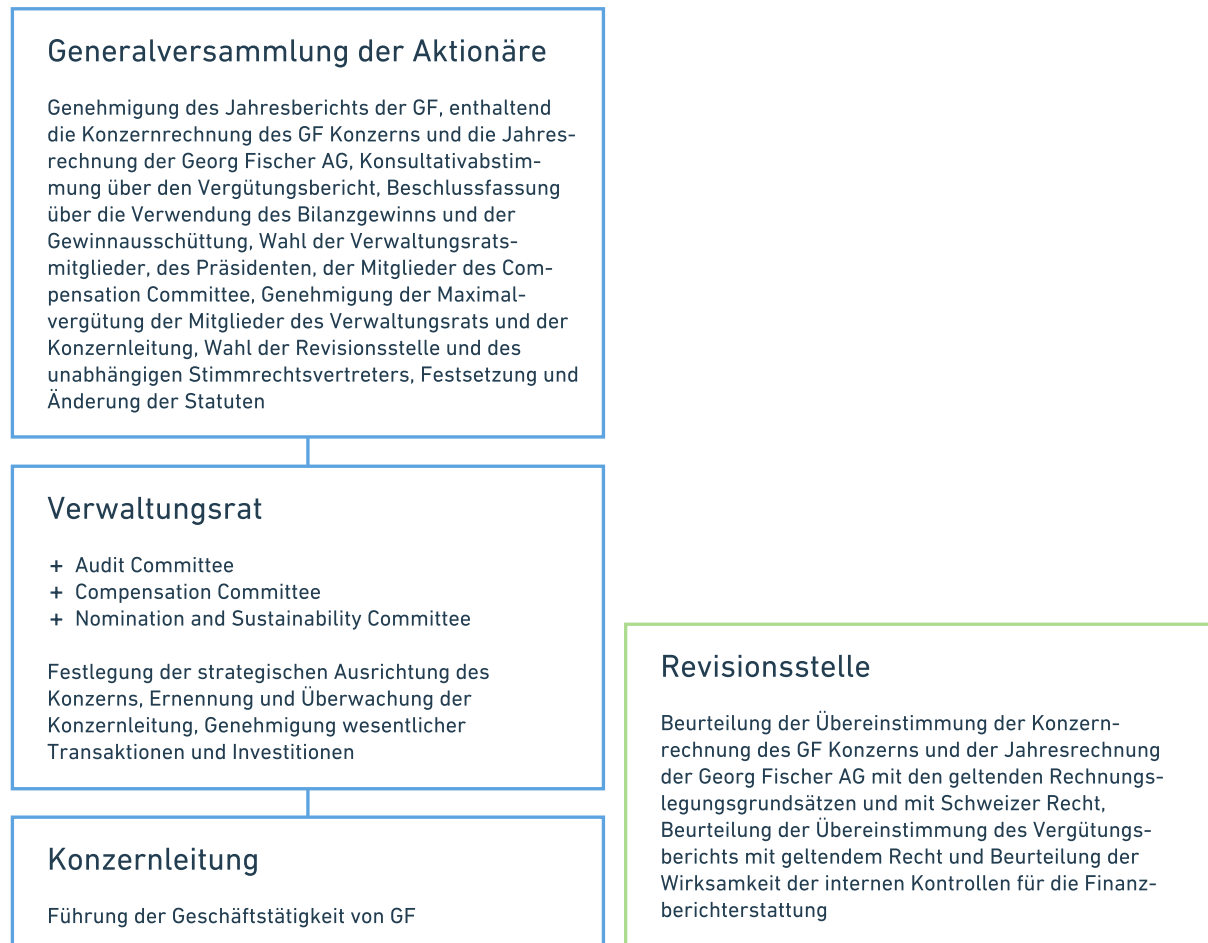 Generalversammlung der Aktionäre
Genehmigung des Jahresberichts der GF, enthaltend
die Konzernrechnung des GF Konzerns und die Jahres-
rechnung der Georg Fischer AG, Konsultativabstim-
mung über den Vergütungsbericht, Beschlussfassung
über die Verwendung des Bilanzgewinns und der
Gewinnausschüttung, Wahl der Verwaltungsrats-
mitglieder, des Präsidenten, der Mitglieder des Com-
pensation Committee, Genehmigung der Maximal-
vergütung der Mitglieder des Verwaltungsrats und der
Konzernleitung, Wahl der Revisionsstelle und des
unabhängigen Stimmrechtsvertreters, Festsetzung und
Änderung der Statuten
Verwaltungsrat
+ Audit Committee
+ Compensation Committee
+ Nomination and Sustainability Committee
Festlegung der strategischen Ausrichtung des
Konzerns, Ernennung und Überwachung der
Konzernleitung, Genehmigung wesentlicher
Transaktionen und Investitionen
Konzernleitung
Führung der Geschäftstätigkeit von GF
Revisionsstelle
Beurteilung der Übereinstimmung der Konzern-
rechnung des GF Konzerns und der Jahresrechnung
der Georg Fischer AG mit den geltenden Rechnungs-
legungsgrundsätzen und mit Schweizer Recht,
Beurteilung der Übereinstimmung des Vergütungs-
berichts mit geltendem Recht und Beurteilung der
Wirksamkeit der internen Kontrollen für die Finanz-
berichterstattung